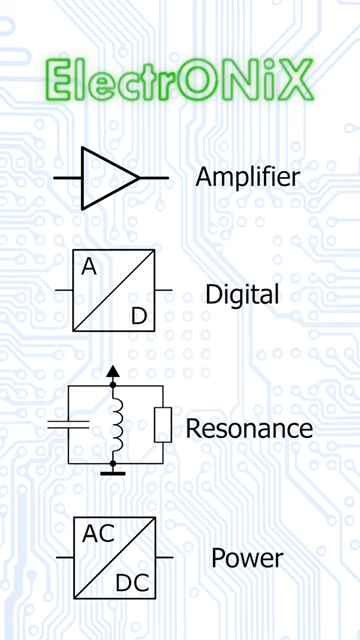 ElectrONiX
Amplifier
A
D
Digital
Resonance
AC
DC
Power